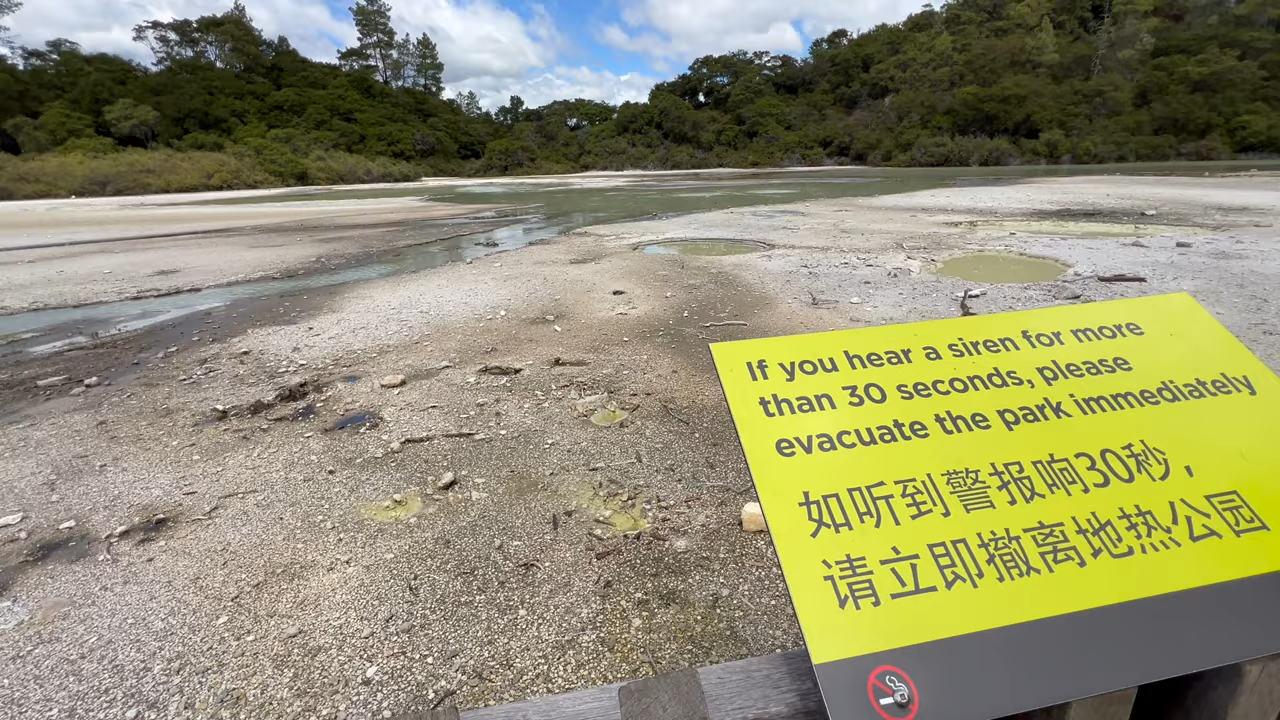 If you hear a siren for more
than 30 seconds, please
evacuate the park immediately
如听到警报响30秒，
请立即撤离地热公园